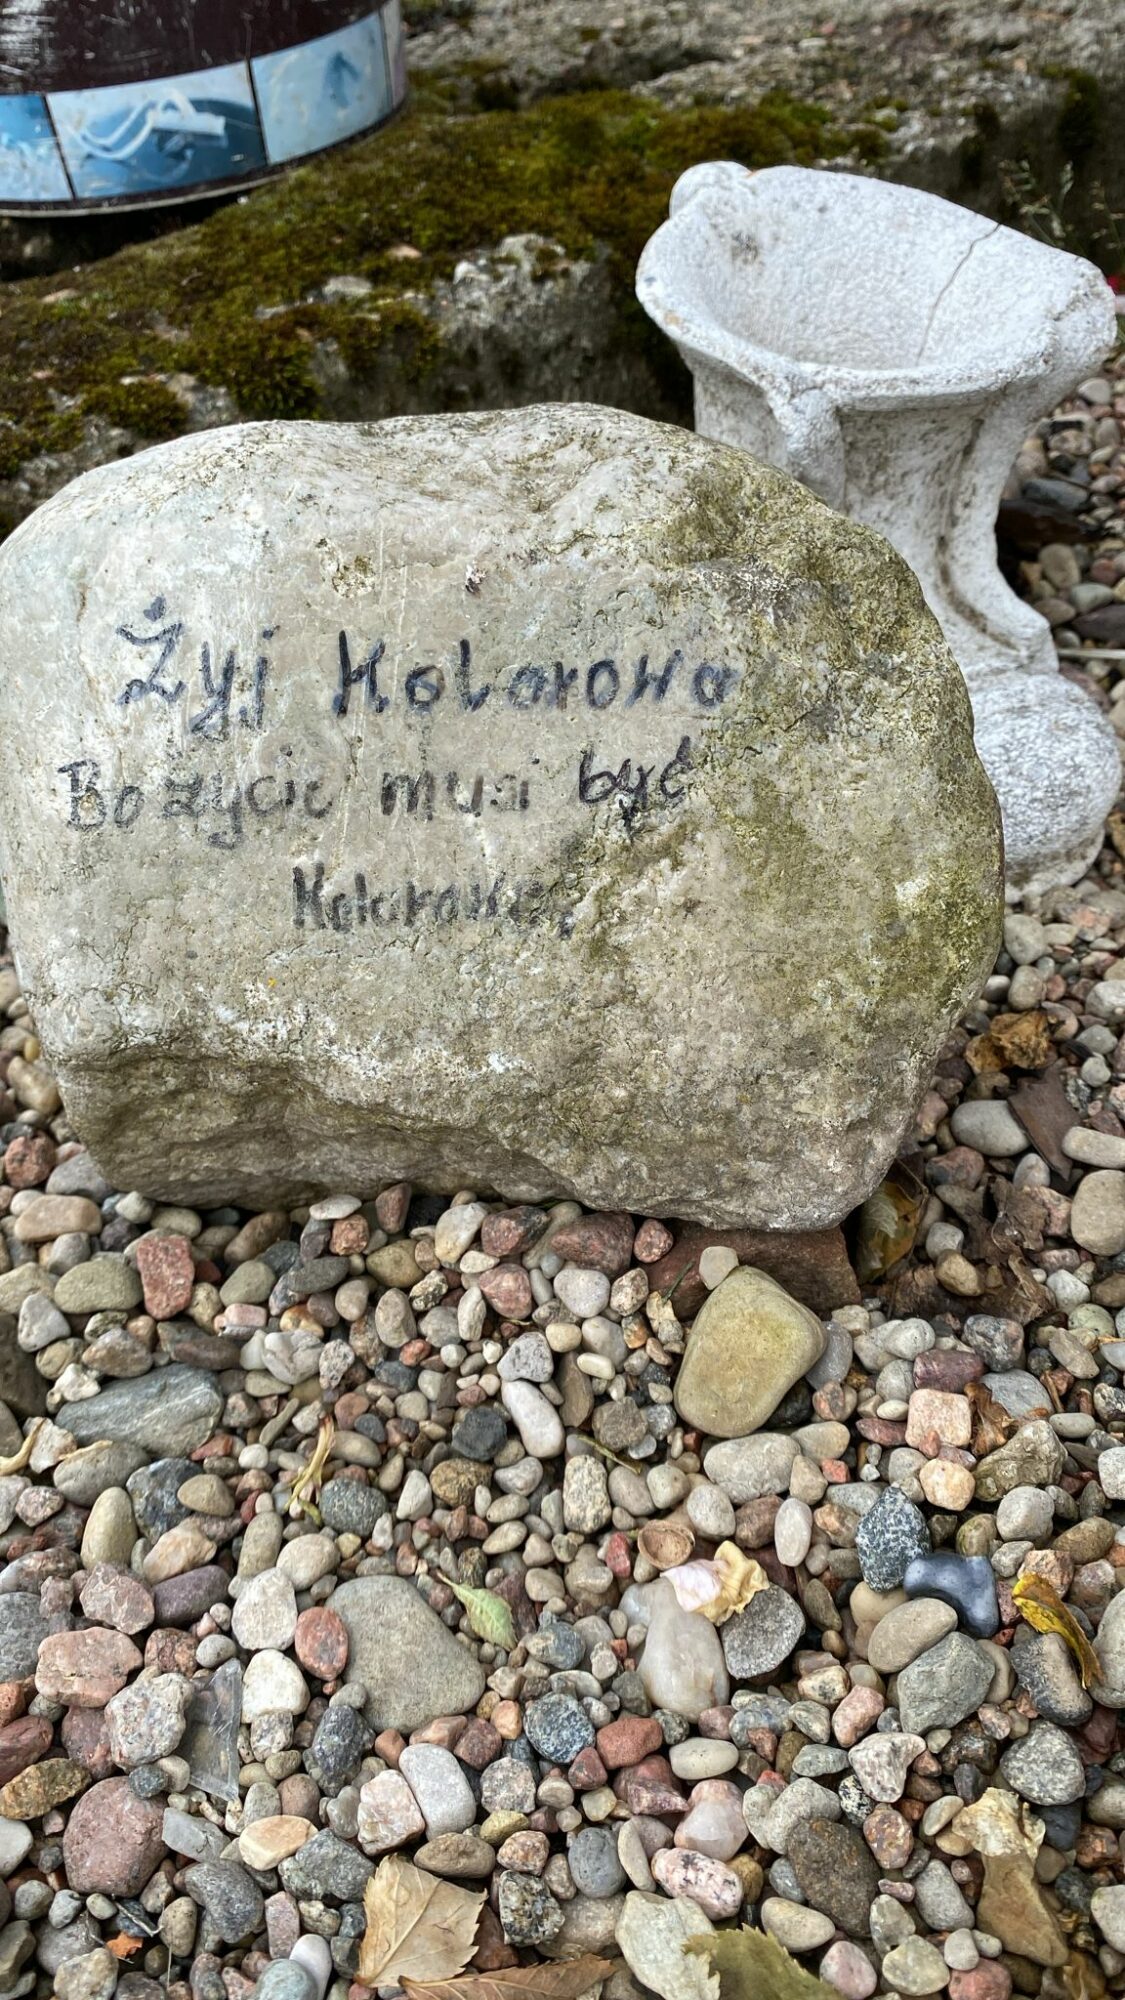 Żyj Kolorowo
Bo życie musi być
Kolorowe,